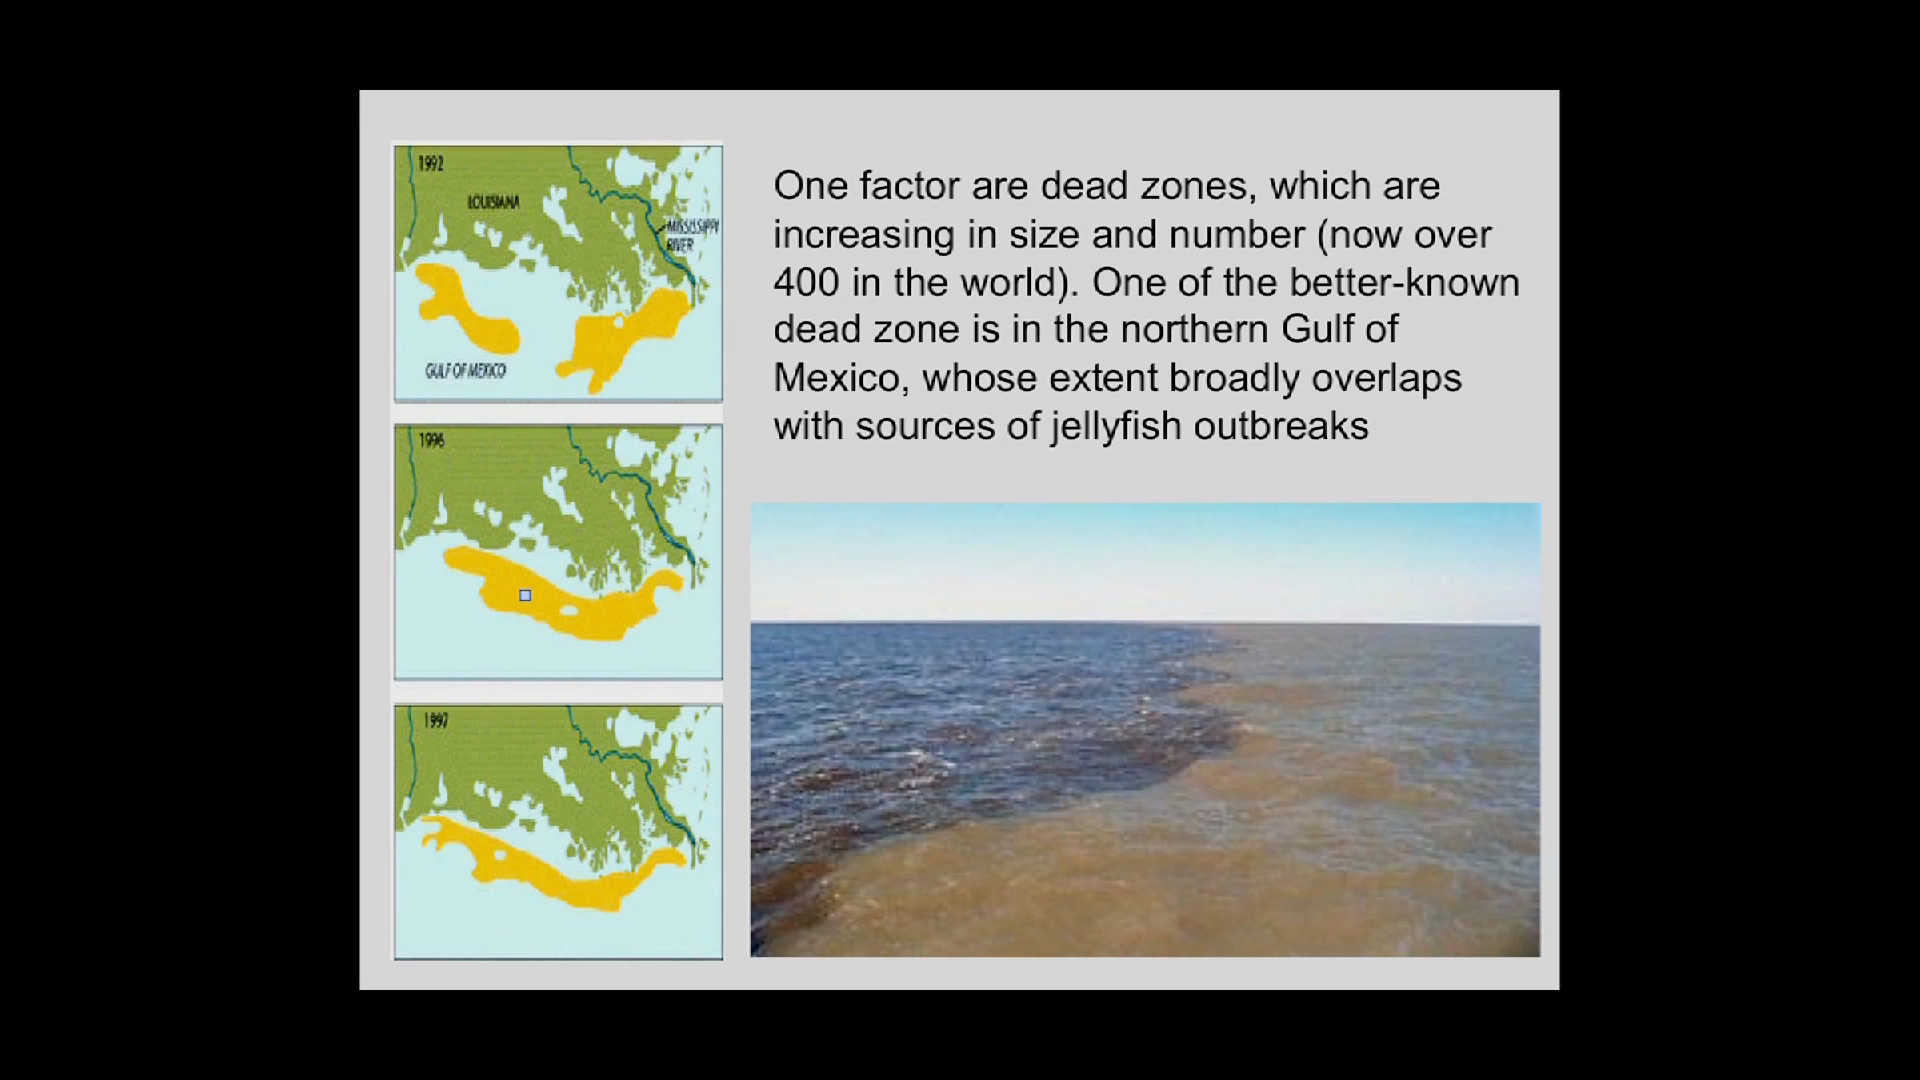 1992
LOUISIANA
MISSISSIPPI
RIVER
GULF OF MEXICO
1996
1997
One factor are dead zones, which are
increasing in size and number (now over
400 in the world). One of the better-known
dead zone is in the northern Gulf of
Mexico, whose extent broadly overlaps
with sources of jellyfish outbreaks